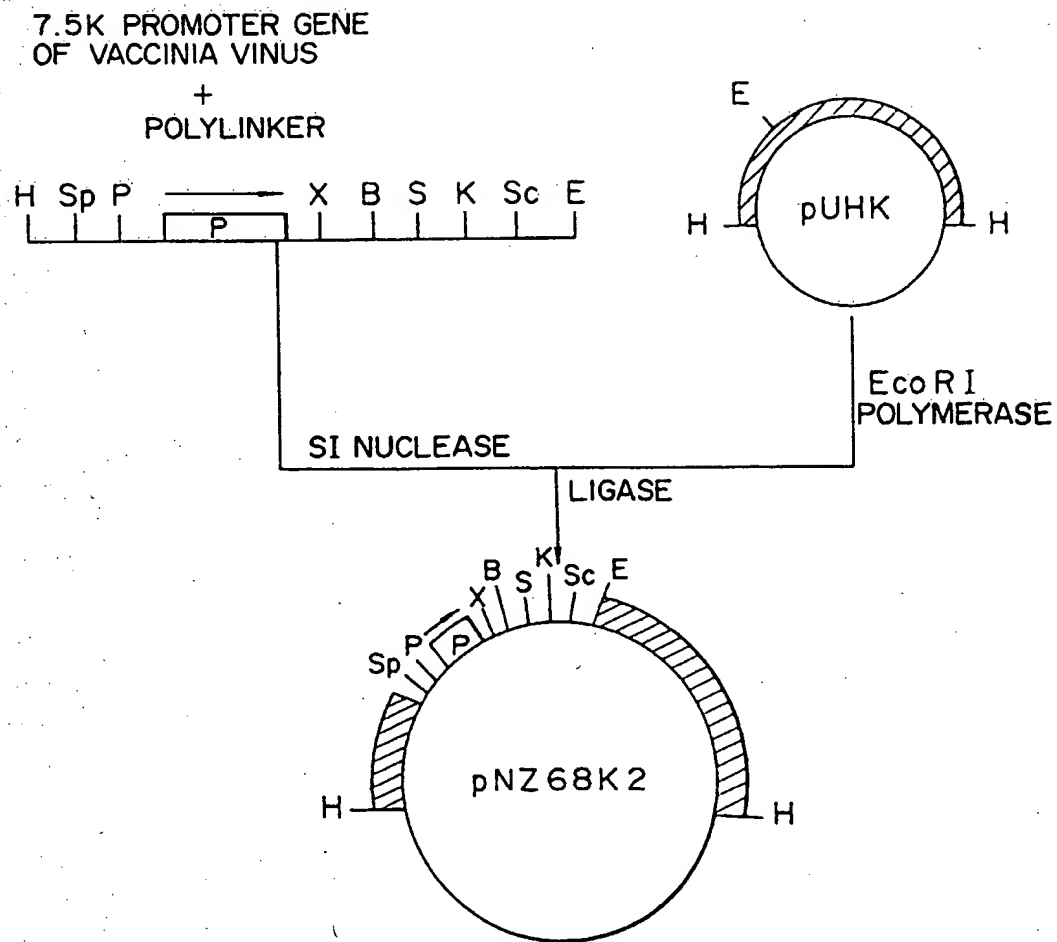 7.5K PROMOTER GENE
OF VACCINIA VINUS
+
POLYLINKER
H Sp P X B S K Sc E
P
E
pUHK
H H
EcoRI
POLYMERASE
SI NUCLEASE
LIGASE
Sp P X B S K Sc E
P
pNZ68K2
H H